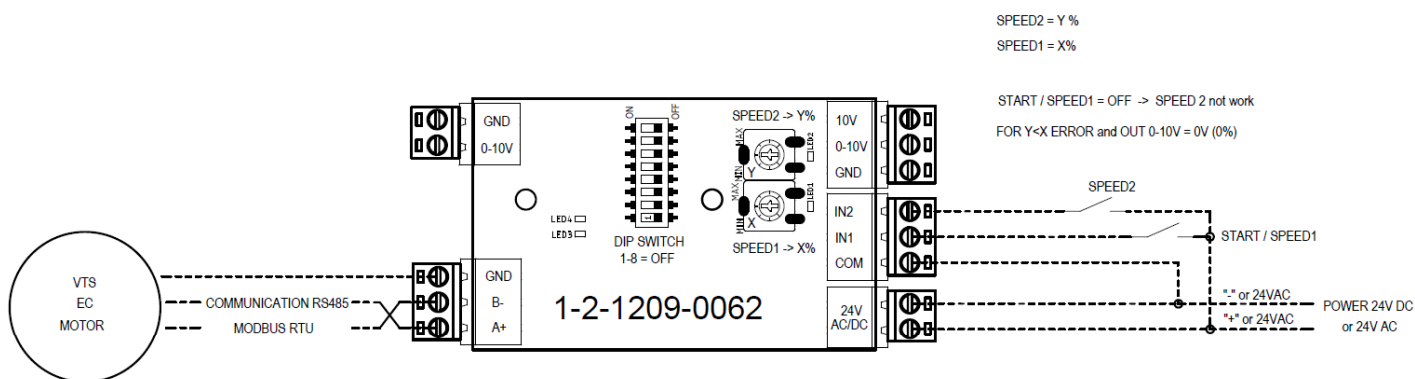 SPEED2 = Y %
SPEED1 = X%
START / SPEED1 = OFF -> SPEED 2 not work
FOR Y<X ERROR and OUT 0-10V = 0V (0%)
GND
0-10V
ON
OFF
SPEED2 -> Y%
MAX
MIN
Y
LED2
MAX
MIN
X
LED1
SPEED1 -> X%
10V
0-10V
GND
IN2
IN1
COM
SPEED2
START / SPEED1
LED4
LED3
1
DIP SWITCH
1-8 = OFF
VTS
EC
MOTOR
COMMUNICATION RS485
MODBUS RTU
GND
B-
A+
1-2-1209-0062
24V
AC/DC
"-" or 24VAC
"+" or 24VAC
POWER 24V DC
or 24V AC